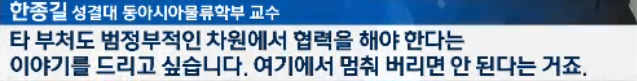 한종길 성결대 동아시아물류학부 교수
타 부처도 범정부적인 차원에서 협력을 해야 한다는
이야기를 드리고 싶습니다. 여기에서 멈춰 버리면 안 된다는 거죠.